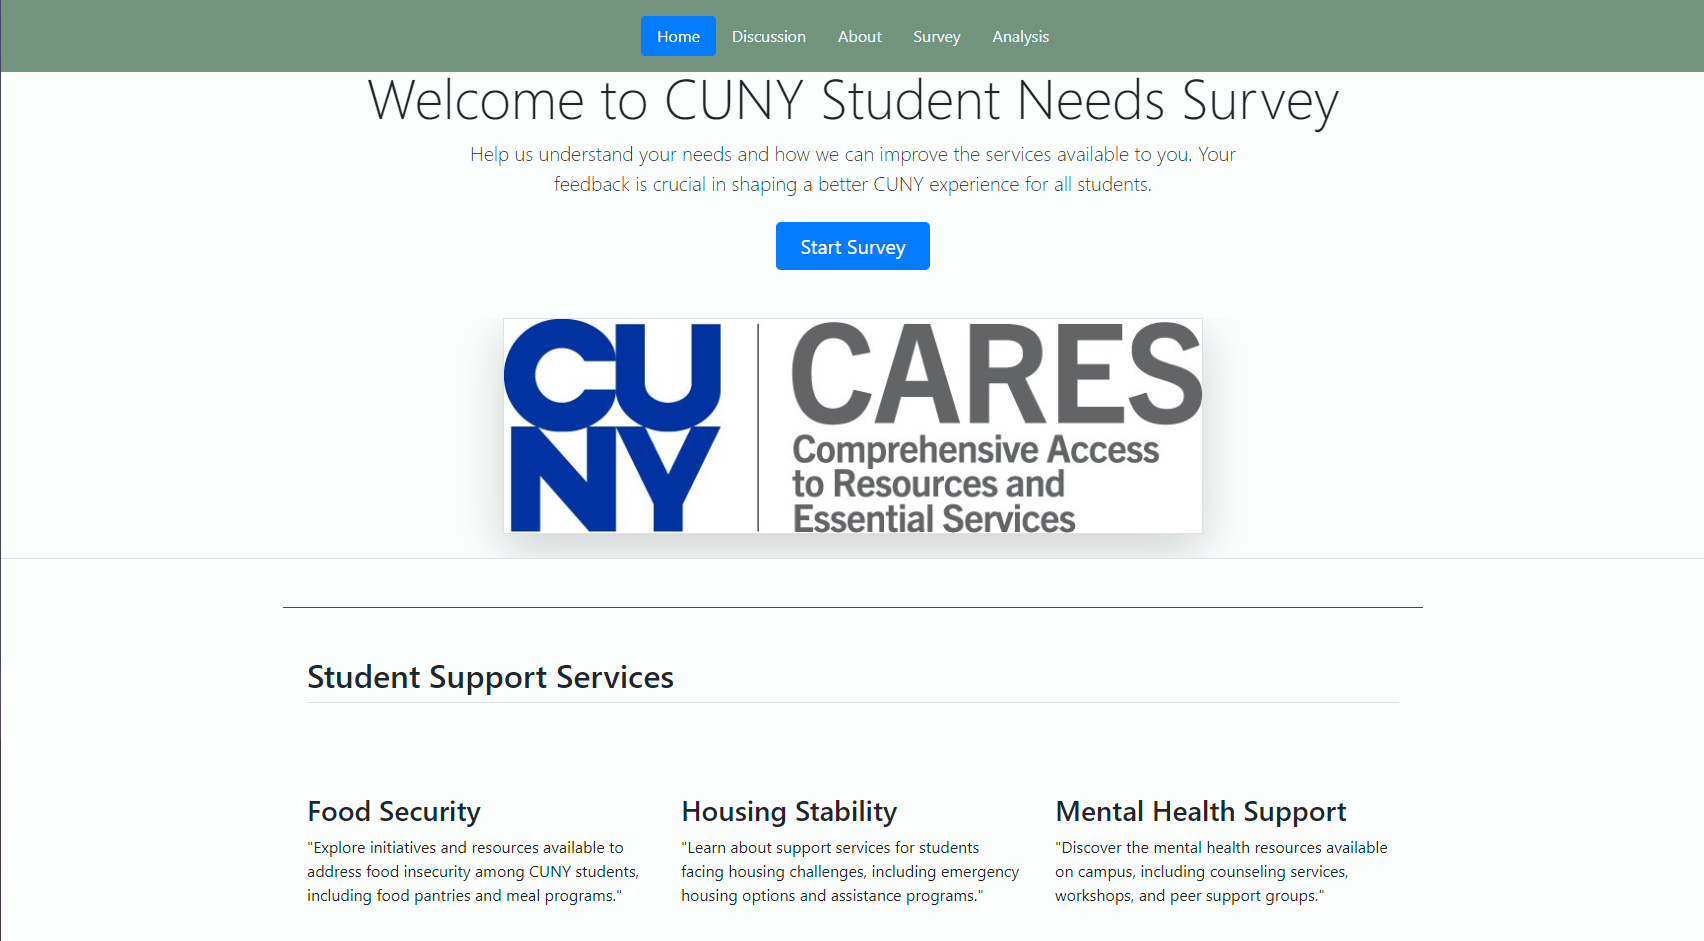 Home Discussion About Survey Analysis
Welcome to CUNY Student Needs Survey
Help us understand your needs and how we can improve the services available to you. Your
feedback is crucial in shaping a better CUNY experience for all students.
Start Survey
CU
NY
CARES
Comprehensive Access
to Resources and
Essential Services
Student Support Services
Food Security
"Explore initiatives and resources available to
address food insecurity among CUNY students,
including food pantries and meal programs."
Housing Stability
"Learn about support services for students
facing housing challenges, including emergency
housing options and assistance programs."
Mental Health Support
"Discover the mental health resources available
on campus, including counseling services,
workshops, and peer support groups."